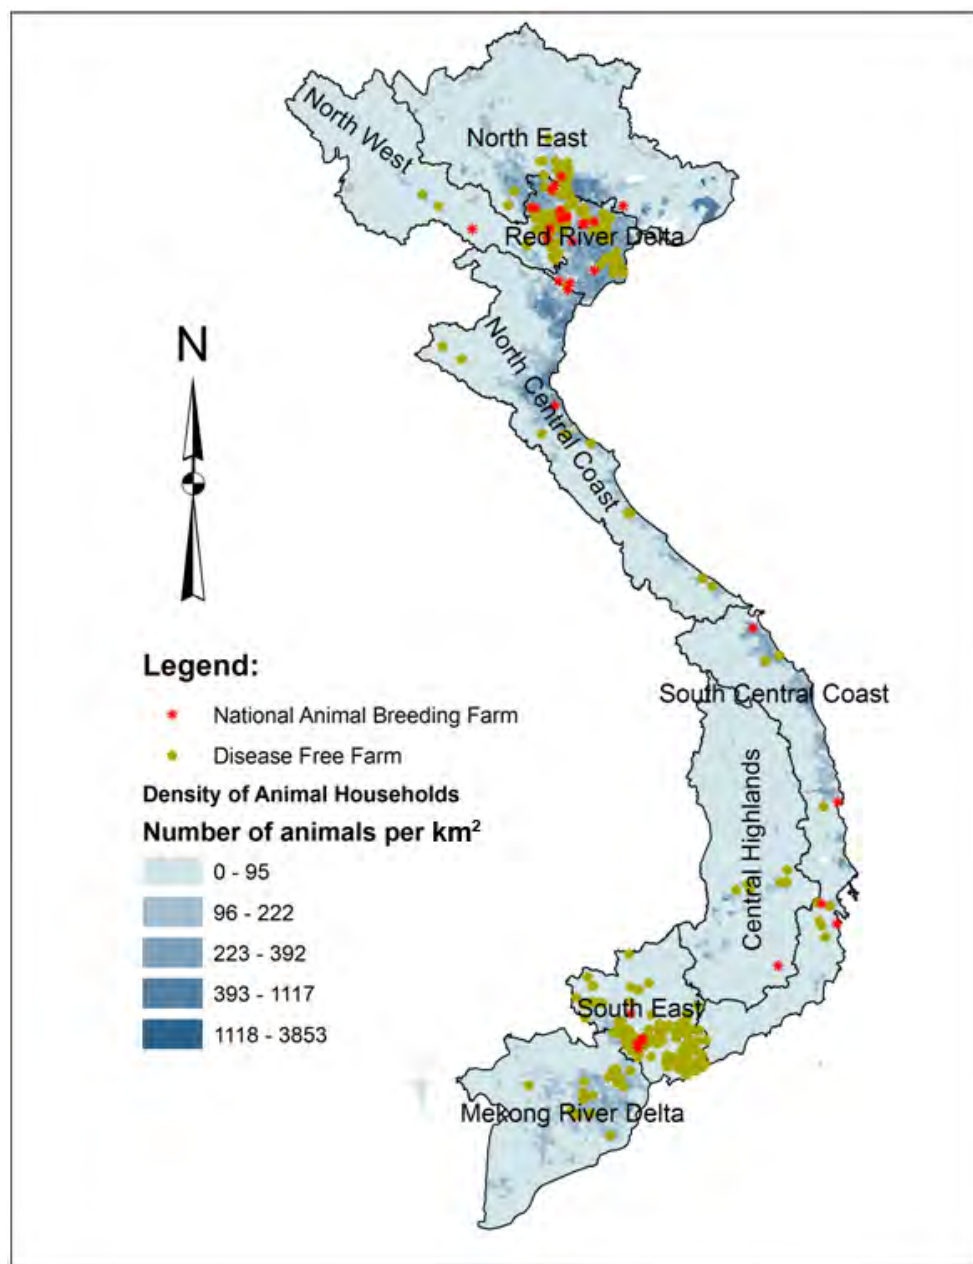 North West
North East
Red River Delta
N
North Central Coast
Legend:
National Animal Breeding Farm
Disease Free Farm
Density of Animal Households
Number of animals per km²
0 - 95
96 - 222
223 - 392
393 - 1117
1118 - 3853
South Central Coast
Central Highlands
South East
Mekong River Delta